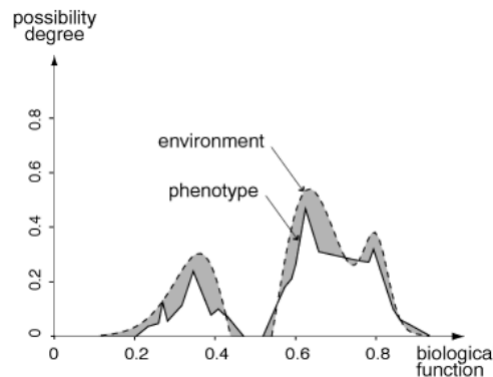 possibility
degree
0.8
0.6
0.4
0.2
0
environment
phenotype
0
0.2
0.4
0.6
0.8
biologica
function